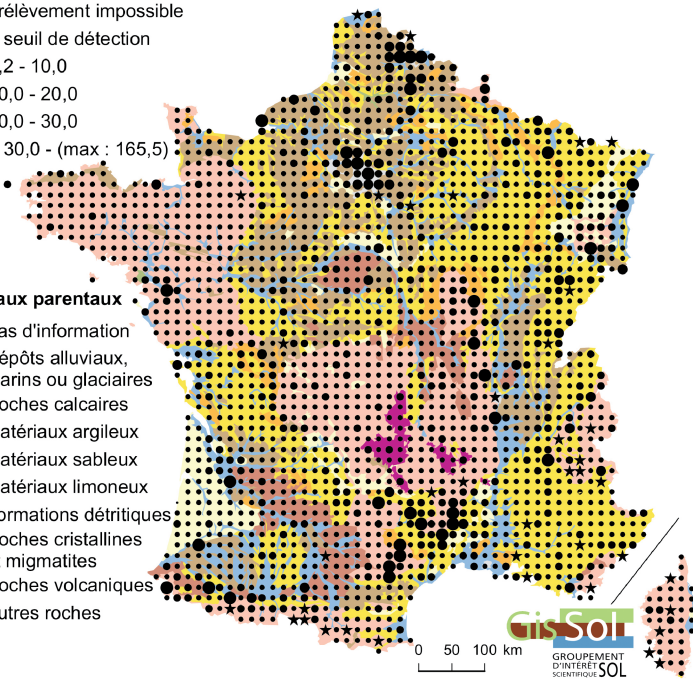 rélèvement impossible
seuil de détection
,2 - 10,0
0,0 - 20,0
0,0 - 30,0
30,0 - (max : 165,5)
aux parentaux
as d'information
épôts alluviaux,
arins ou glaciaires
oches calcaires
atériaux argileux
atériaux sableux
atériaux limoneux
ormations détritiques
oches cristallines
t migmatites
oches volcaniques
utres roches
0 50 100 km
GisSol
GROUPEMENT
D'INTÉRÊT
SCIENTIFIQUE SOL